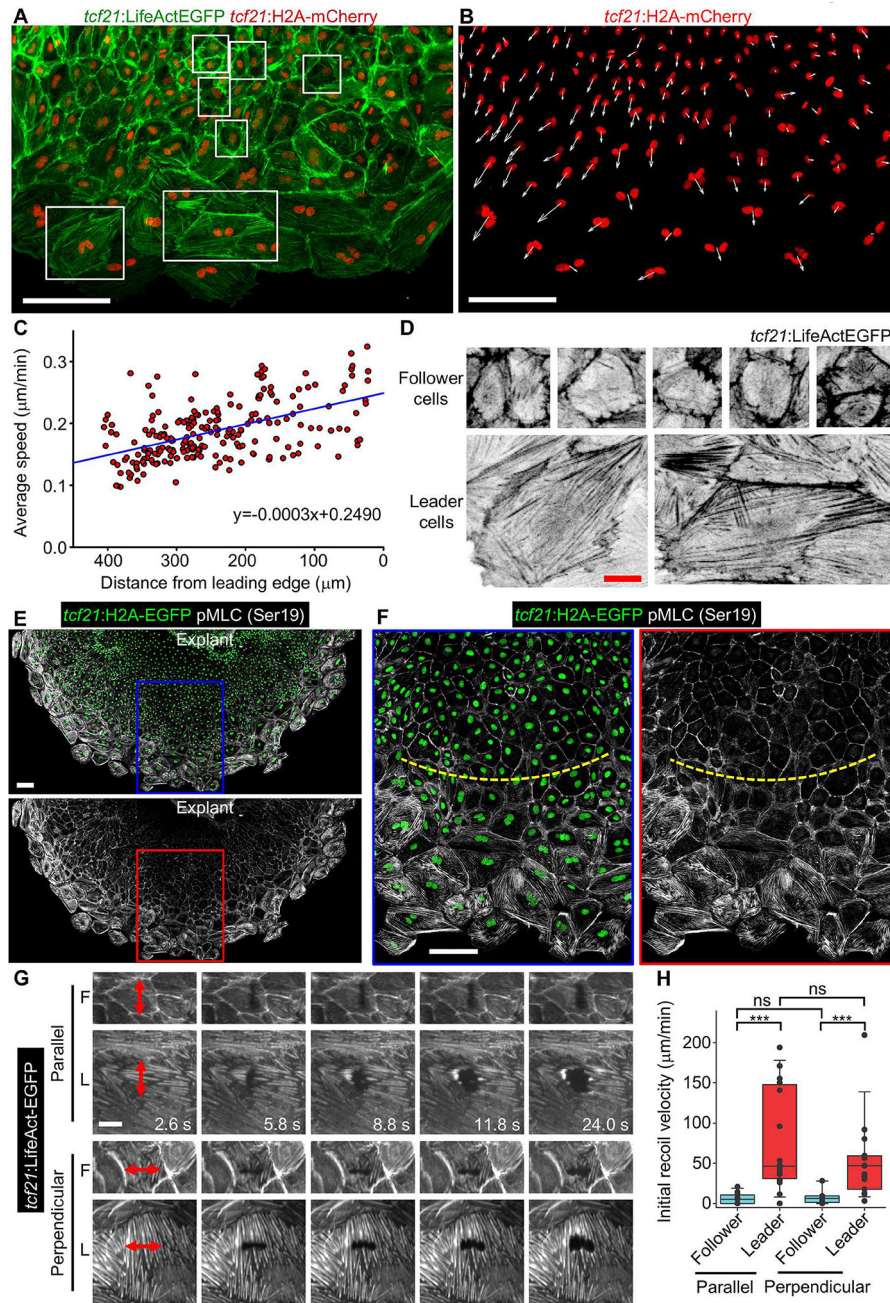 A
tcf21:LifeActEGFP tcf21:H2A-mCherry
B
tcf21:H2A-mCherry
C
Average speed (μm/min)
0.3
0.2
0.1
0.0
y=-0.0003x+0.2490
400 300 200 100 0
Distance from leading edge (μm)
D
tcf21:LifeActEGFP
Follower
cells
Leader
cells
E
tcf21:H2A-EGFP pMLC (Ser19)
Explant
Explant
F
tcf21:H2A-EGFP pMLC (Ser19)
G
tcf21:LifeAct-EGFP
Parallel
F
L
2.6 s
5.8 s
8.8 s
11.8 s
24.0 s
Perpendicular
F
L
H
Initial recoil velocity (μm/min)
200
150
100
50
0
ns
ns
***
***
Follower
Leader
Follower
Leader
Parallel
Perpendicular